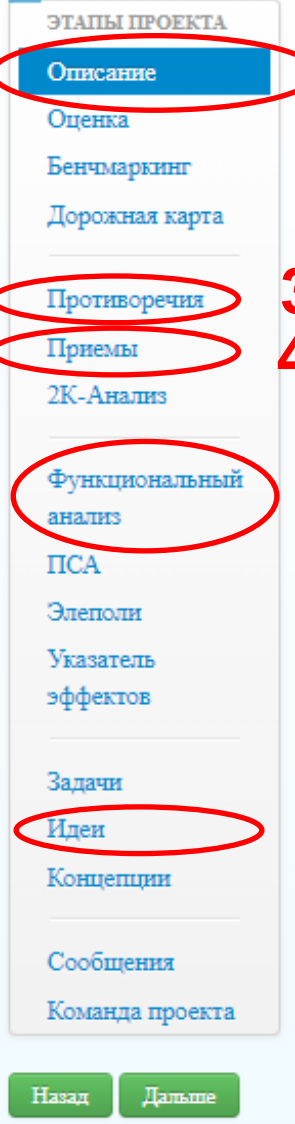 ЭТАПЫ ПРОЕКТА
Описание
Оценка
Бенчмаркинг
Дорожная карта
Противоречия
3
Приемы
4
2К-Анализ
Функциональный
анализ
ПСА
Элеполи
Указатель
эффектов
Задачи
Идеи
Концепции
Сообщения
Команда проекта
Назад Дальше